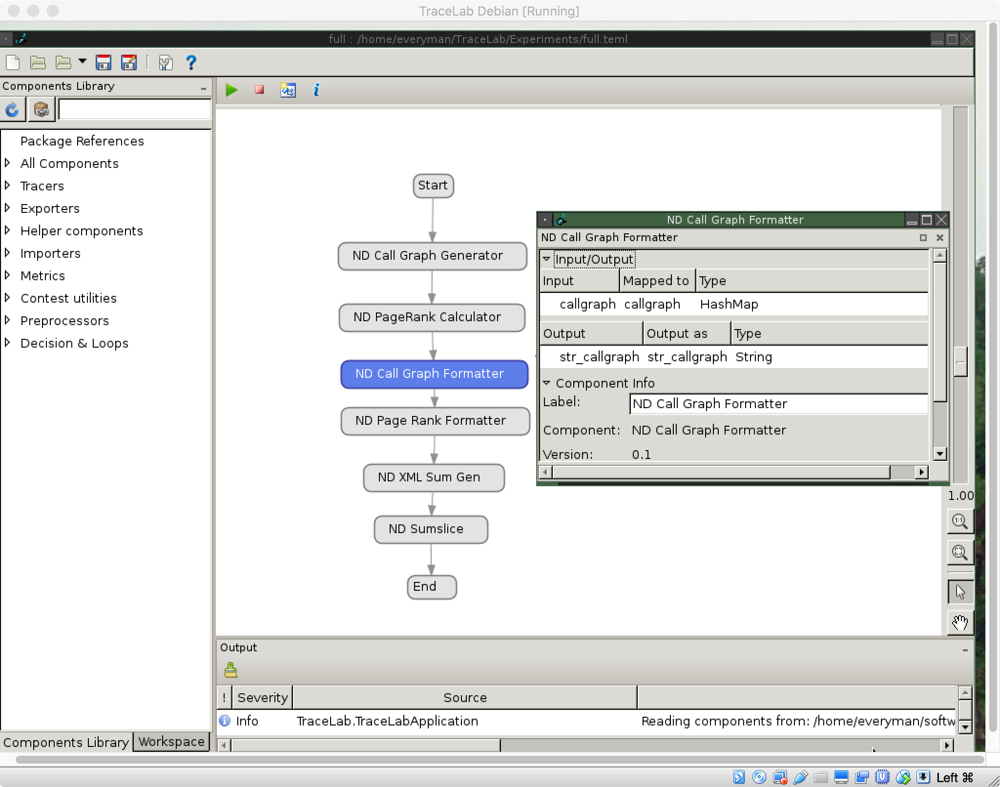 TraceLab Debian [Running]
full : /home/everyman/TraceLab/Experiments/full.teml
Components Library
Package References
All Components
Tracers
Exporters
Helper components
Importers
Metrics
Contest utilities
Preprocessors
Decision & Loops
Components Library
Workspace
Start
ND Call Graph Generator
ND PageRank Calculator
ND Call Graph Formatter
ND Page Rank Formatter
ND XML Sum Gen
ND Sumslice
End
ND Call Graph Formatter
ND Call Graph Formatter
Input/Output
Input Mapped to Type
callgraph callgraph HashMap
Output Output as Type
str_callgraph str_callgraph String
Component Info
Label: ND Call Graph Formatter
Component: ND Call Graph Formatter
Version: 0.1
1.00
1:1
Output
! Severity Source
Info TraceLab.TraceLabApplication Reading components from: /home/everyman/softw
Left ⌘